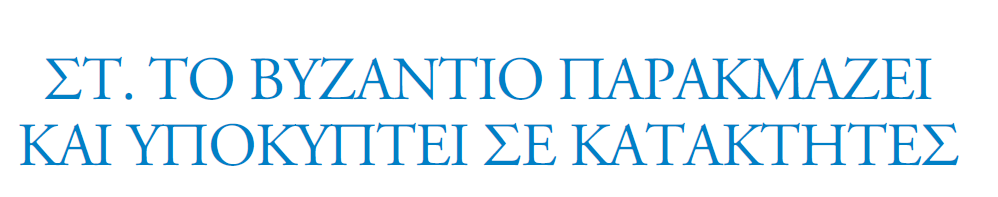 ΣΤ. ΤΟ ΒΥΖΑΝΤΙΟ ΠΑΡΑΚΜΑΖΕΙ
ΚΑΙ ΥΠΟΚΥΠΤΕΙ ΣΕ ΚΑΤΑΚΤΗΤΕΣ